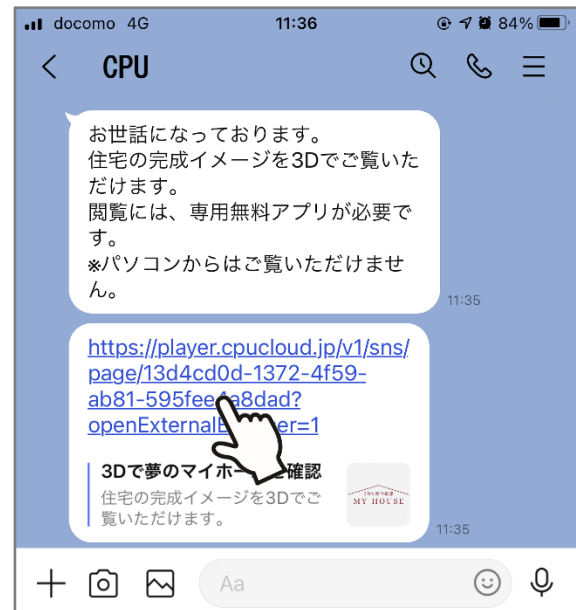 docomo 4G 11:36 84%
CPU
お世話になっております。
住宅の完成イメージを3Dでご覧いた
だけます。
閲覧には、専用無料アプリが必要で
す。
※パソコンからはご覧いただけませ
ん。
11:35
https://player.cpucloud.jp/v1/sns/
page/13d4cd0d-1372-4f59-
ab81-595fee4a8dad?
openExternal er=1
3Dで夢のマイホー 確認
住宅の完成イメージを3Dでご
覧いただけます。
MY HOUSE
11:35
Aa